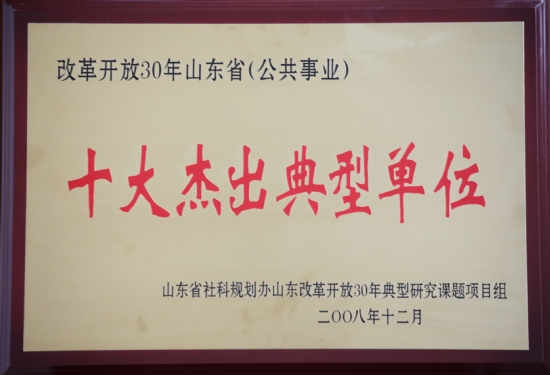 改革开放30年山东省(公共事业)
十大杰出典型单位
山东省社科规划办山东改革开放30年典型研究课题项目组
二OO八年十二月